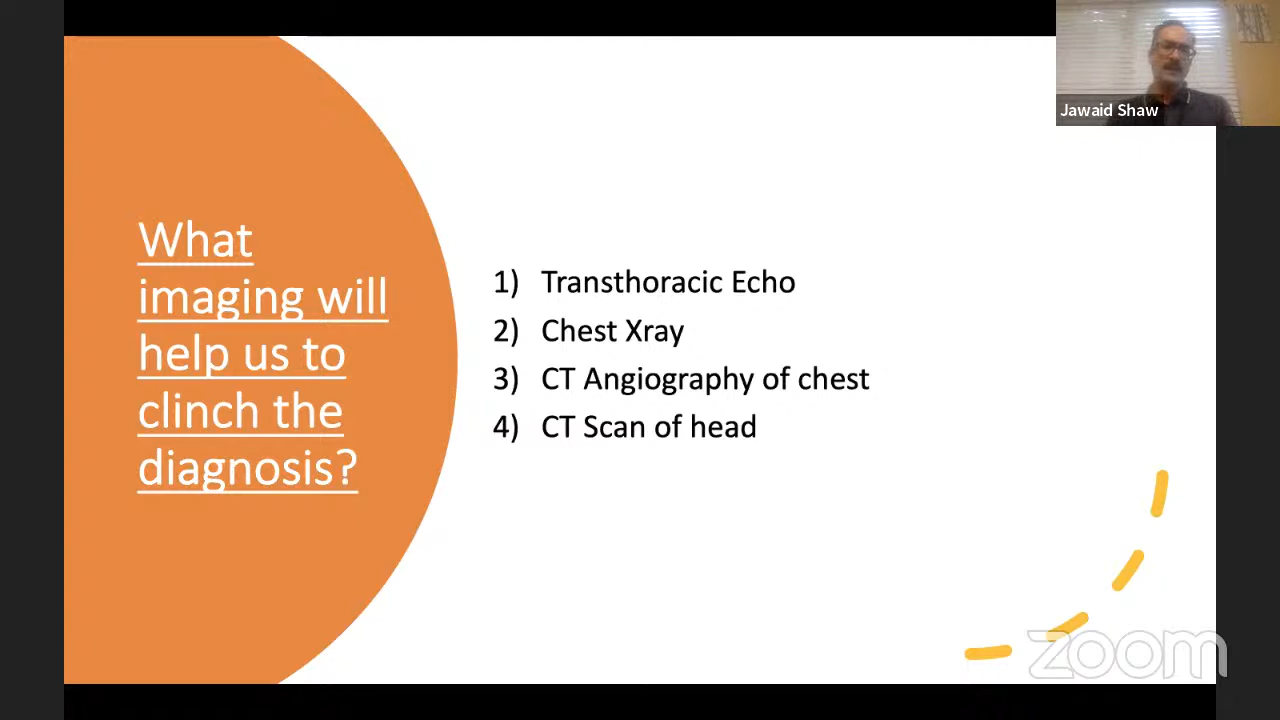 What
imaging will
help us to
clinch the
diagnosis?
1) Transthoracic Echo
2) Chest Xray
3) CT Angiography of chest
4) CT Scan of head
Jawaid Shaw
zoom